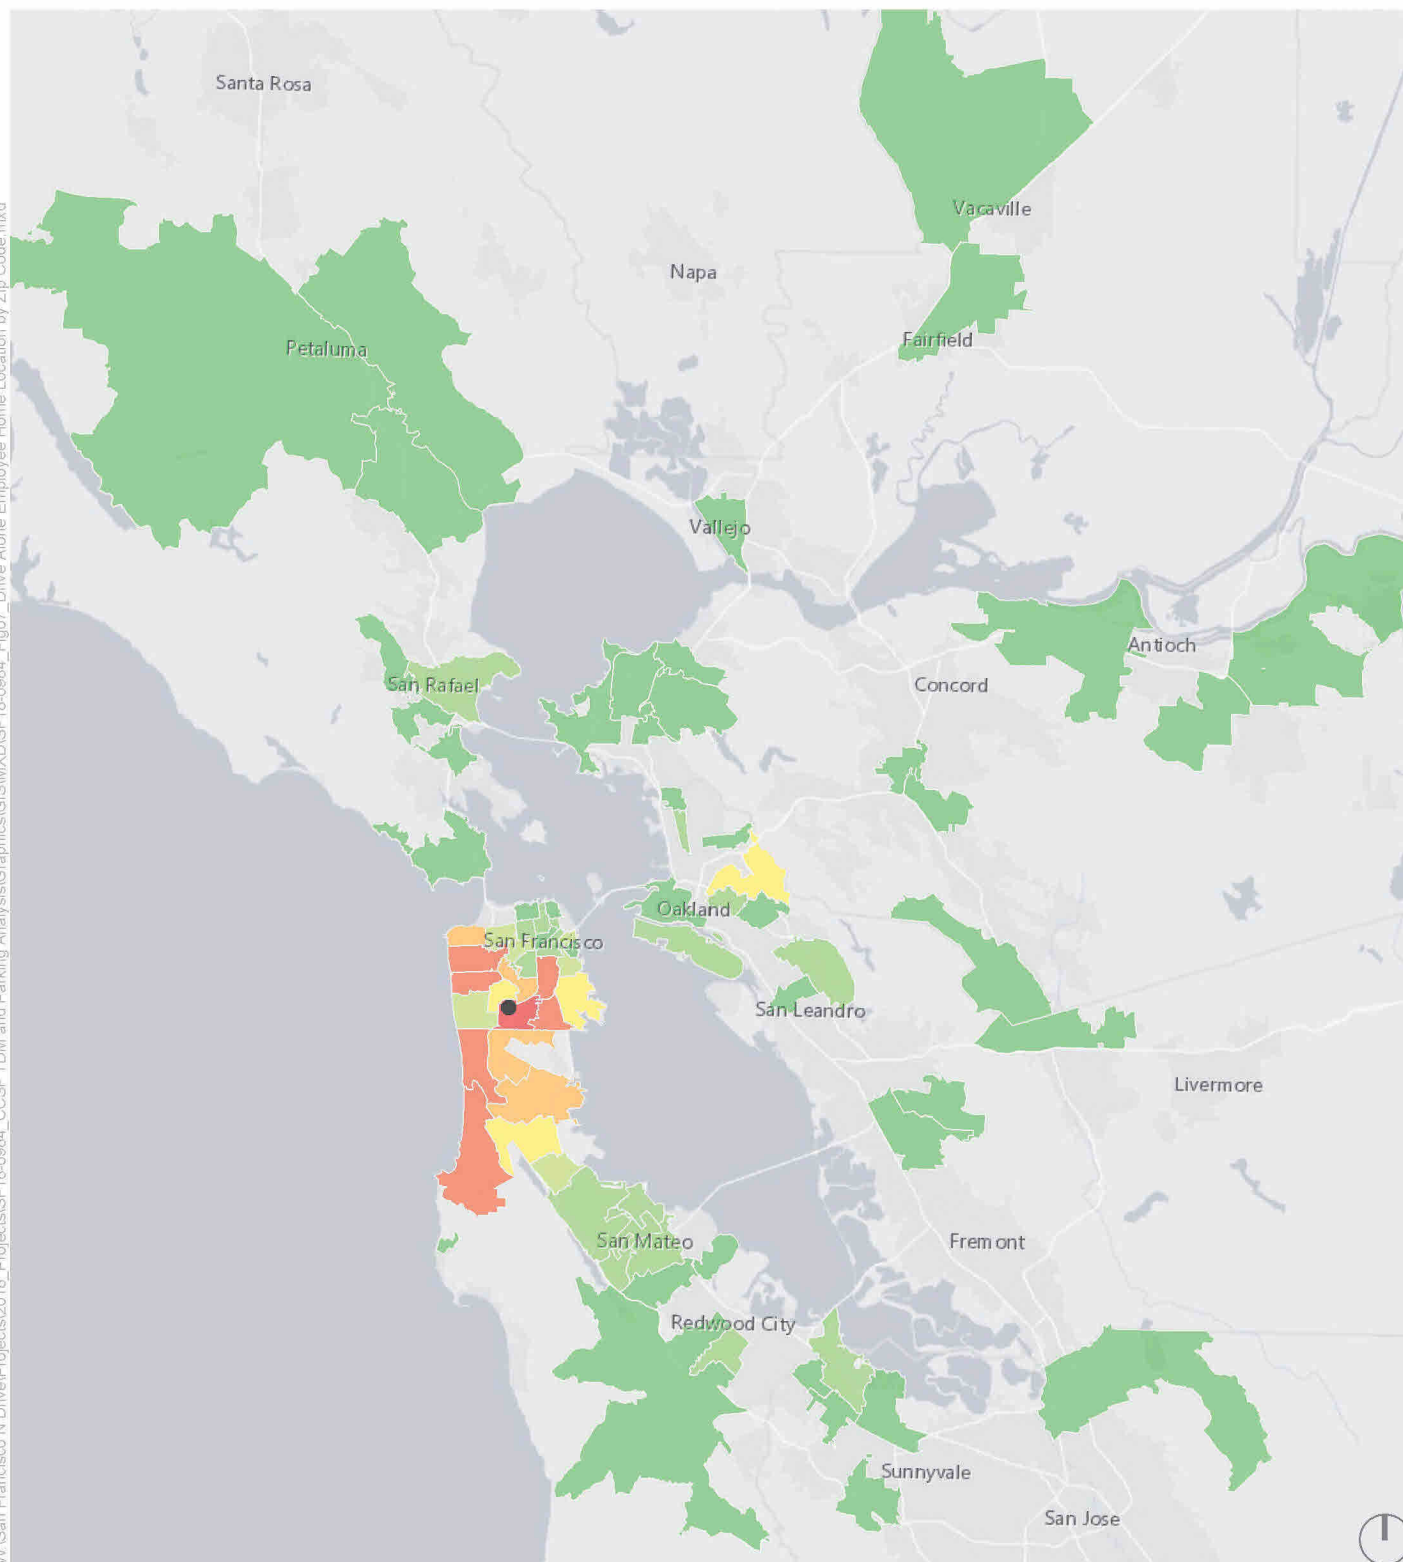 Santa Rosa
Vacaville
Napa
Fairfield
Petaluma
Vallejo
Antioch
San Rafael
Concord
Oakland
San Francisco
San Leandro
Livermore
San Mateo
Fremont
Redwood City
Sunnyvale
San Jose